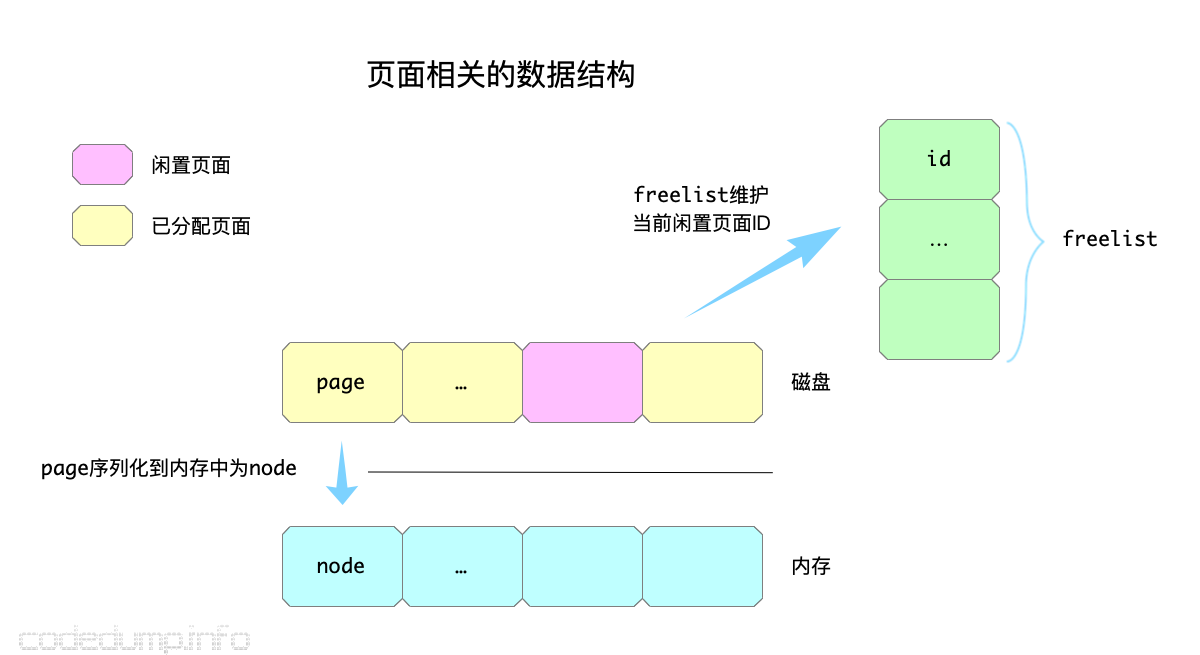 页面相关的数据结构
闲置页面
已分配页面
freelist维护
当前闲置页面ID
id
...
freelist
page
...
磁盘
page序列化到内存中为node
node
...
内存
codedump.info